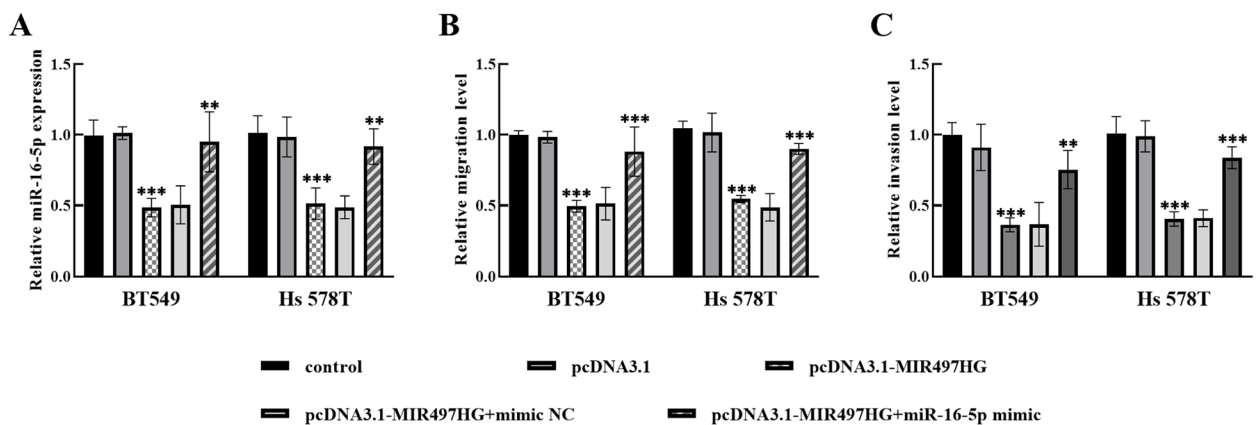 A
Relative miR-16-5p expression
1.5
1.0
0.5
0.0
***
**
***
**
BT549
Hs 578T
B
Relative migration level
1.5
1.0
0.5
0.0
***
***
***
***
BT549
Hs 578T
C
Relative invasion level
1.5
1.0
0.5
0.0
***
**
***
***
BT549
Hs 578T
control
pcDNA3.1
pcDNA3.1-MIR497HG
pcDNA3.1-MIR497HG+mimic NC
pcDNA3.1-MIR497HG+miR-16-5p mimic